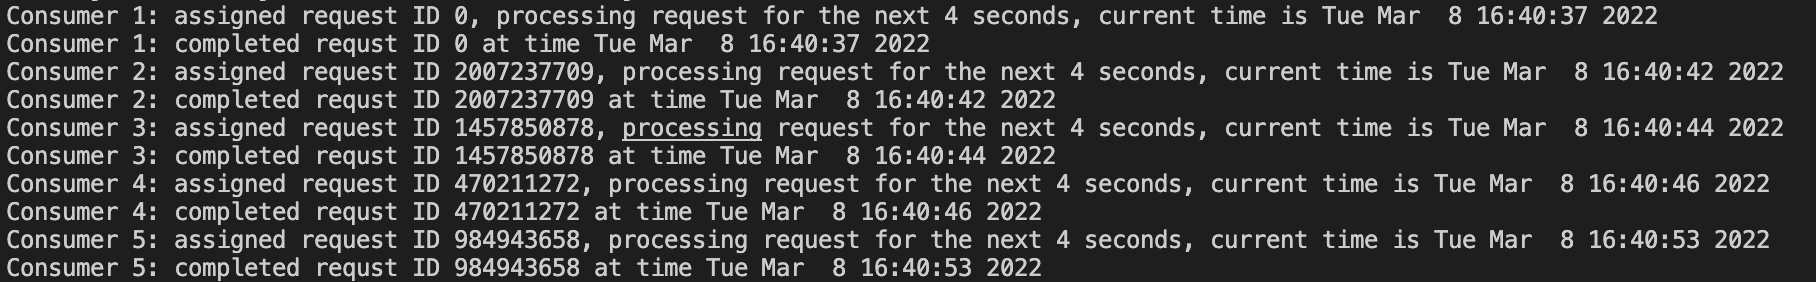 Consumer 1: assigned request ID 0, processing request for the next 4 seconds, current time is Tue Mar  8 16:40:37 2022
Consumer 1: completed requst ID 0 at time Tue Mar  8 16:40:37 2022
Consumer 2: assigned request ID 2007237709, processing request for the next 4 seconds, current time is Tue Mar  8 16:40:42 2022
Consumer 2: completed requst ID 2007237709 at time Tue Mar  8 16:40:42 2022
Consumer 3: assigned request ID 1457850878, processing request for the next 4 seconds, current time is Tue Mar  8 16:40:44 2022
Consumer 3: completed requst ID 1457850878 at time Tue Mar  8 16:40:44 2022
Consumer 4: assigned request ID 470211272, processing request for the next 4 seconds, current time is Tue Mar  8 16:40:46 2022
Consumer 4: completed requst ID 470211272 at time Tue Mar  8 16:40:46 2022
Consumer 5: assigned request ID 984943658, processing request for the next 4 seconds, current time is Tue Mar  8 16:40:53 2022
Consumer 5: completed requst ID 984943658 at time Tue Mar  8 16:40:53 2022